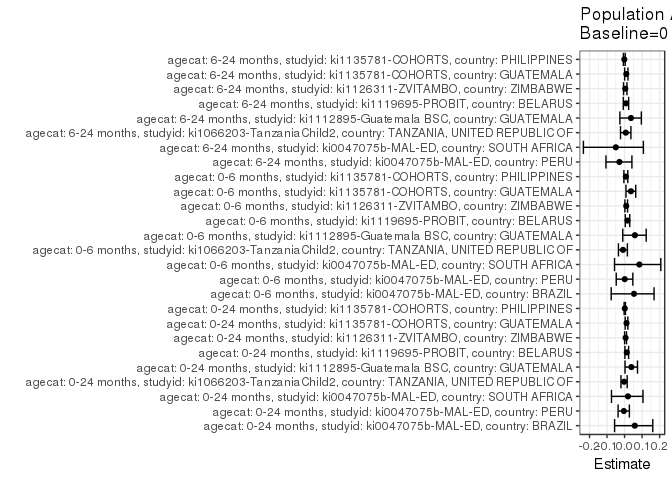 Population A
Baseline=0
agecat: 6-24 months, studyid: ki1135781-COHORTS, country: PHILIPPINES
agecat: 6-24 months, studyid: ki1135781-COHORTS, country: GUATEMALA
agecat: 6-24 months, studyid: ki1126311-ZVITAMBO, country: ZIMBABWE
agecat: 6-24 months, studyid: ki1119695-PROBIT, country: BELARUS
agecat: 6-24 months, studyid: ki1112895-Guatemala BSC, country: GUATEMALA
agecat: 6-24 months, studyid: ki1066203-TanzaniaChild2, country: TANZANIA, UNITED REPUBLIC OF
agecat: 6-24 months, studyid: ki0047075b-MAL-ED, country: SOUTH AFRICA
agecat: 6-24 months, studyid: ki0047075b-MAL-ED, country: PERU
agecat: 0-6 months, studyid: ki1135781-COHORTS, country: PHILIPPINES
agecat: 0-6 months, studyid: ki1135781-COHORTS, country: GUATEMALA
agecat: 0-6 months, studyid: ki1126311-ZVITAMBO, country: ZIMBABWE
agecat: 0-6 months, studyid: ki1119695-PROBIT, country: BELARUS
agecat: 0-6 months, studyid: ki1112895-Guatemala BSC, country: GUATEMALA
agecat: 0-6 months, studyid: ki1066203-TanzaniaChild2, country: TANZANIA, UNITED REPUBLIC OF
agecat: 0-6 months, studyid: ki0047075b-MAL-ED, country: SOUTH AFRICA
agecat: 0-6 months, studyid: ki0047075b-MAL-ED, country: PERU
agecat: 0-6 months, studyid: ki0047075b-MAL-ED, country: BRAZIL
agecat: 0-24 months, studyid: ki1135781-COHORTS, country: PHILIPPINES
agecat: 0-24 months, studyid: ki1135781-COHORTS, country: GUATEMALA
agecat: 0-24 months, studyid: ki1126311-ZVITAMBO, country: ZIMBABWE
agecat: 0-24 months, studyid: ki1119695-PROBIT, country: BELARUS
agecat: 0-24 months, studyid: ki1112895-Guatemala BSC, country: GUATEMALA
agecat: 0-24 months, studyid: ki1066203-TanzaniaChild2, country: TANZANIA, UNITED REPUBLIC OF
agecat: 0-24 months, studyid: ki0047075b-MAL-ED, country: SOUTH AFRICA
agecat: 0-24 months, studyid: ki0047075b-MAL-ED, country: PERU
agecat: 0-24 months, studyid: ki0047075b-MAL-ED, country: BRAZIL
-0.2-0.10.00.10.2
Estimate